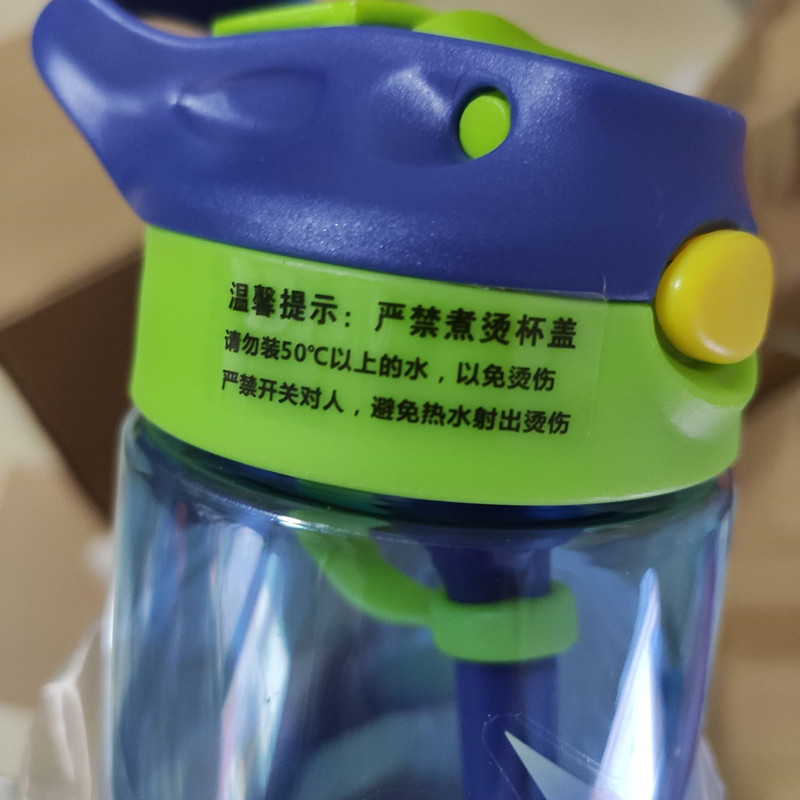 温馨提示：严禁煮烫杯盖
请勿装50℃以上的水，以免烫伤
严禁开关对人，避免热水射出烫伤